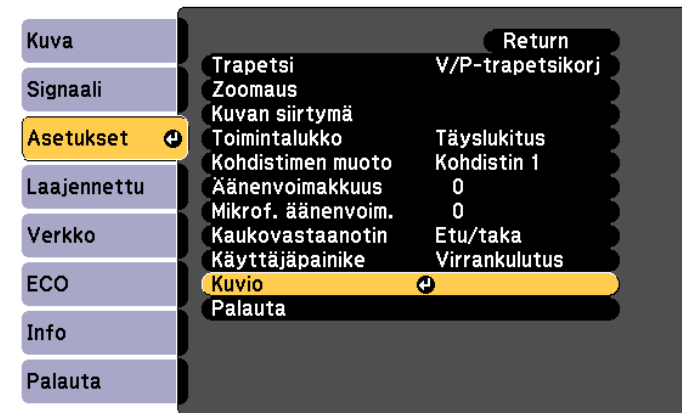 Kuva
Signaali
Asetukset
Laajennettu
Verkko
ECO
Info
Palauta
Return
Trapetsi V/P-trapetsikorj
Zoomaus
Kuvan siirtymä
Toimintalukko Täyslukitus
Kohdistimen muoto Kohdistin 1
Äänenvoimakkuus 0
Mikrof. äänenvoim. 0
Kaukovastaanotin Etu/taka
Käyttäjäpainike Virrankulutus
Kuvio
Palauta